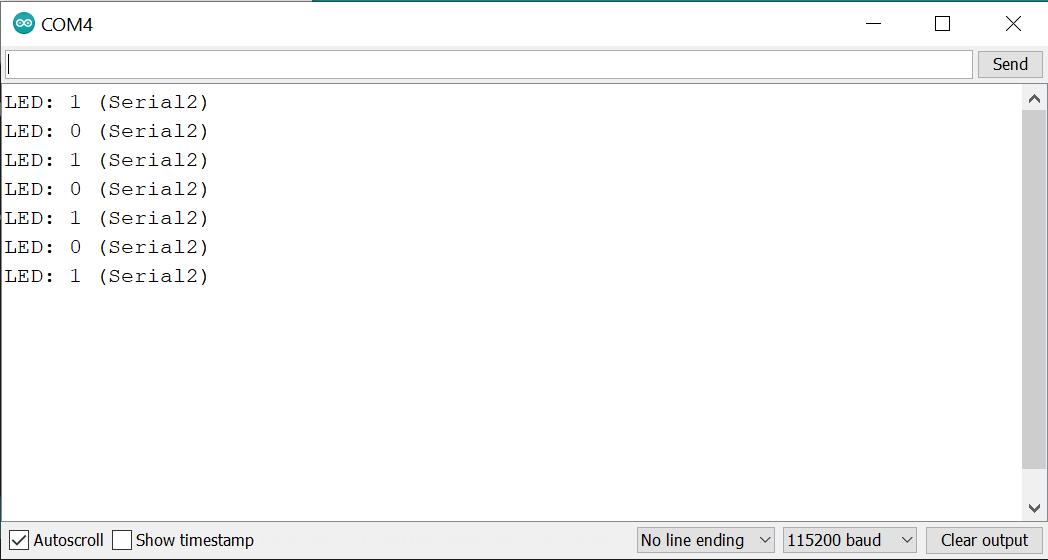 COM4
Send
LED: 1 (Serial2)
LED: 0 (Serial2)
LED: 1 (Serial2)
LED: 0 (Serial2)
LED: 1 (Serial2)
LED: 0 (Serial2)
LED: 1 (Serial2)
Autoscroll Show timestamp No line ending 115200 baud Clear output